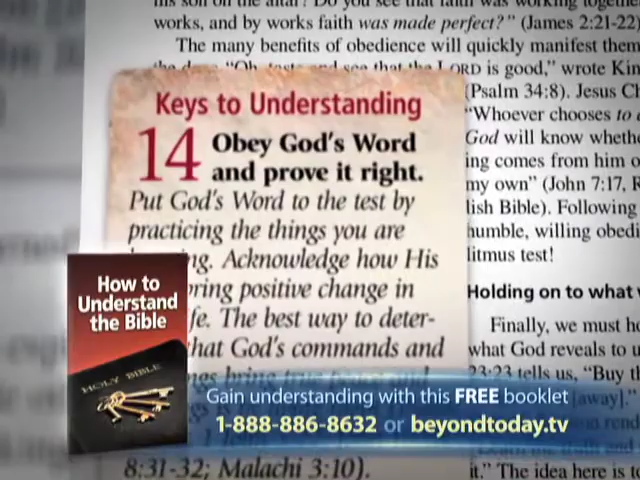 his son on the altar? Do you see that faith was working together
works, and by works faith was made perfect?" (James 2:21-22)
The many benefits of obedience will quickly manifest them
"Oh, taste and see that the LORD is good," wrote Kin
(Psalm 34:8). Jesus Ch
"Whoever chooses to d
God will know whethe
ing comes from him o
my own" (John 7:17, R
lish Bible). Following
humble, willing obedi
litmus test!
Keys to Understanding
14 Obey God's Word
and prove it right.
Put God's Word to the test by
practicing the things you are
ng. Acknowledge how His
bring positive change in
fe. The best way to deter-
hat God's commands and
8:31-32; Malachi 3:10).
Holding on to what
Finally, we must h
what God reveals to u
23:23 tells us, "Buy th
it." The idea here is to
How to
Understand
the Bible
HOLY BIBLE
Gain understanding with this FREE booklet
1-888-886-8632 or beyondtoday.tv